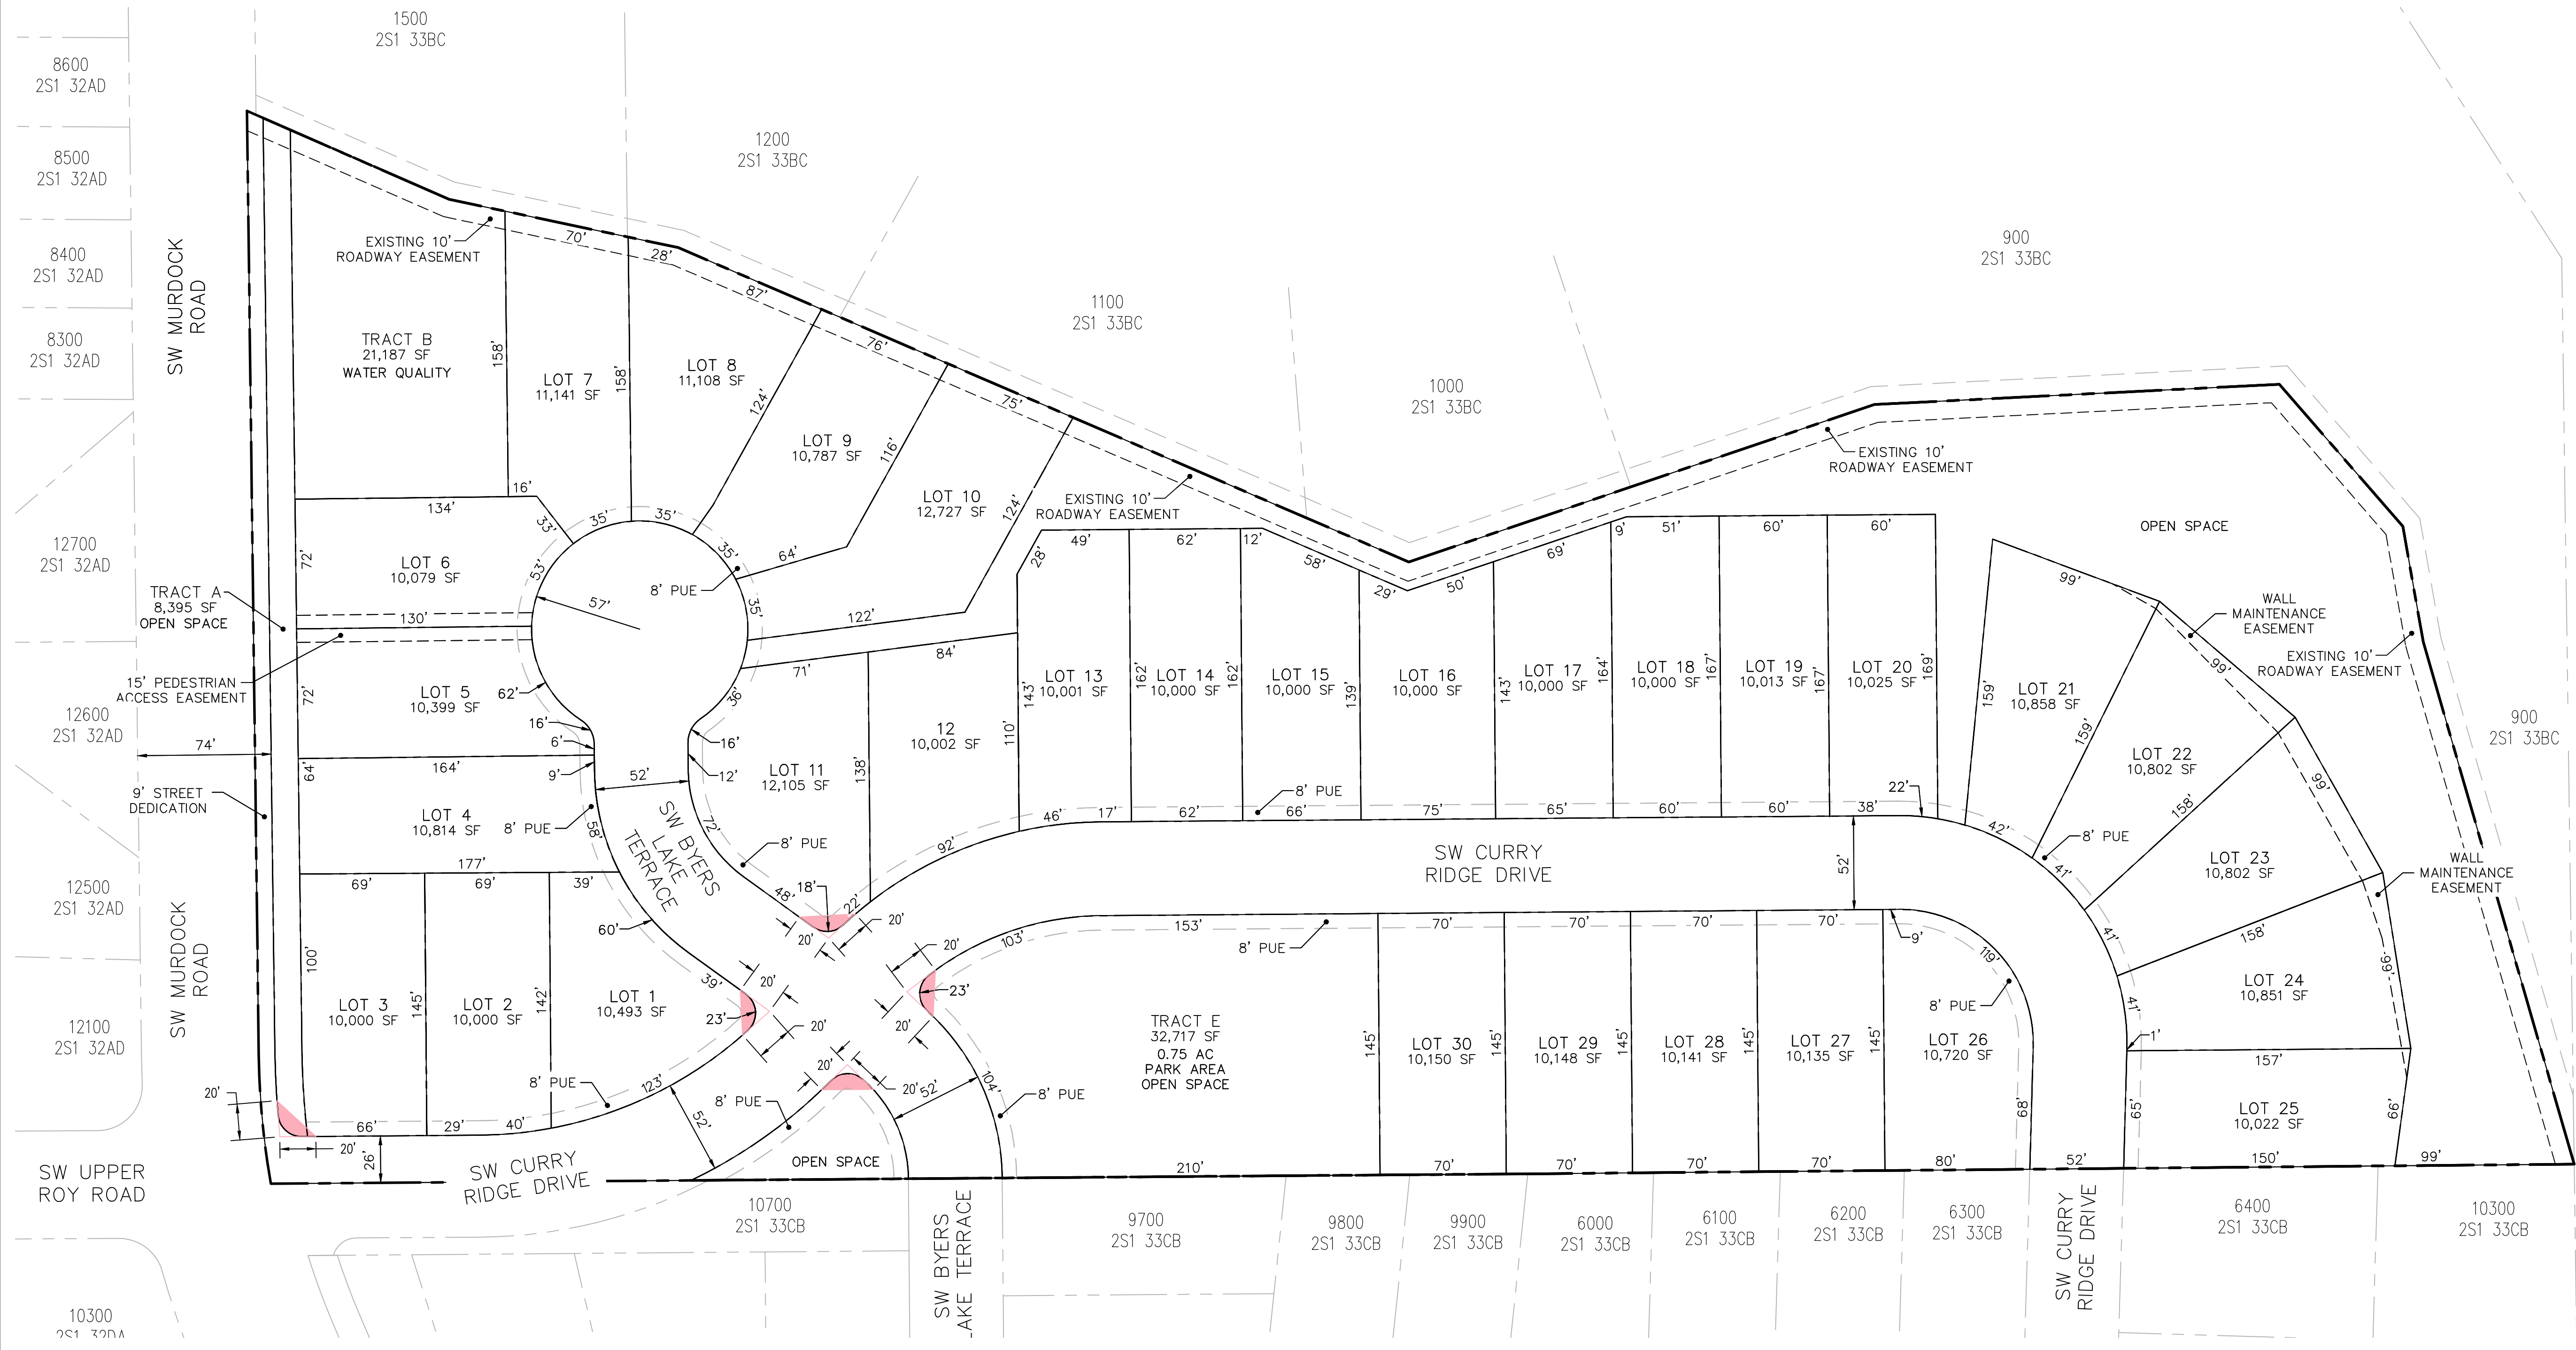 1500
2S1 33BC
8600
2S1 32AD
8500
2S1 32AD
8400
2S1 32AD
8300
2S1 32AD
12700
2S1 32AD
12600
2S1 32AD
12500
2S1 32AD
12100
2S1 32AD
10300
2S1 32DA
1200
2S1 33BC
1100
2S1 33BC
1000
2S1 33BC
900
2S1 33BC
900
2S1 33BC
SW MURDOCK
ROAD
SW MURDOCK
ROAD
SW UPPER
ROY ROAD
EXISTING 10'
ROADWAY EASEMENT
70'
28'
87'
76'
75'
TRACT B
21,187 SF
WATER QUALITY
158'
LOT 7
11,141 SF
158'
LOT 8
11,108 SF
124'
LOT 9
10,787 SF
116'
LOT 10
12,727 SF
124'
EXISTING 10'
ROADWAY EASEMENT
16'
134'
33'
35'
35'
35'
35'
64'
53'
57'
8' PUE
72'
LOT 6
10,079 SF
TRACT A
8,395 SF
OPEN SPACE
130'
122'
15' PEDESTRIAN
ACCESS EASEMENT
72'
LOT 5
10,399 SF
62'
16'
6'
9'
36'
16'
12'
52'
71'
84'
74'
64'
164'
9' STREET
DEDICATION
LOT 4
10,814 SF
8' PUE
58'
SW BYERS
LAKE
TERRACE
72'
8' PUE
LOT 11
12,105 SF
138'
12
10,002 SF
110'
177'
69'
69'
39'
100'
LOT 3
10,000 SF
145'
LOT 2
10,000 SF
142'
LOT 1
10,493 SF
60'
39'
20'
23'
20'
48'
18'
22'
20'
20'
20'
23'
20'
8' PUE
123'
66'
29'
40'
20'
20'
26'
52'
8' PUE
20'
20'
52'
104'
8' PUE
SW CURRY
RIDGE DRIVE
OPEN SPACE
49'
28'
62'
12'
58'
29'
50'
69'
9'
51'
60'
60'
143'
LOT 13
10,001 SF
162'
LOT 14
10,000 SF
162'
LOT 15
10,000 SF
139'
LOT 16
10,000 SF
143'
LOT 17
10,000 SF
164'
LOT 18
10,000 SF
167'
LOT 19
10,013 SF
167'
LOT 20
10,025 SF
169'
8' PUE
92'
46'
17'
62'
66'
75'
65'
60'
60'
38'
22'
SW CURRY
RIDGE DRIVE
52'
EXISTING 10'
ROADWAY EASEMENT
OPEN SPACE
99'
159'
LOT 21
10,858 SF
159'
WALL
MAINTENANCE
EASEMENT
99'
EXISTING 10'
ROADWAY EASEMENT
LOT 22
10,802 SF
158'
99'
42'
8' PUE
41'
LOT 23
10,802 SF
WALL
MAINTENANCE
EASEMENT
41'
158'
99'
LOT 24
10,851 SF
41'
1'
157'
LOT 25
10,022 SF
65'
66'
103'
153'
8' PUE
70'
70'
70'
70'
9'
119'
8' PUE
TRACT E
32,717 SF
0.75 AC
PARK AREA
OPEN SPACE
145'
LOT 30
10,150 SF
145'
LOT 29
10,148 SF
145'
LOT 28
10,141 SF
145'
LOT 27
10,135 SF
145'
LOT 26
10,720 SF
68'
210'
70'
70'
70'
70'
80'
52'
150'
99'
10700
2S1 33CB
SW BYERS
LAKE TERRACE
9700
2S1 33CB
9800
2S1 33CB
9900
2S1 33CB
6000
2S1 33CB
6100
2S1 33CB
6200
2S1 33CB
6300
2S1 33CB
SW CURRY
RIDGE DRIVE
6400
2S1 33CB
10300
2S1 33CB